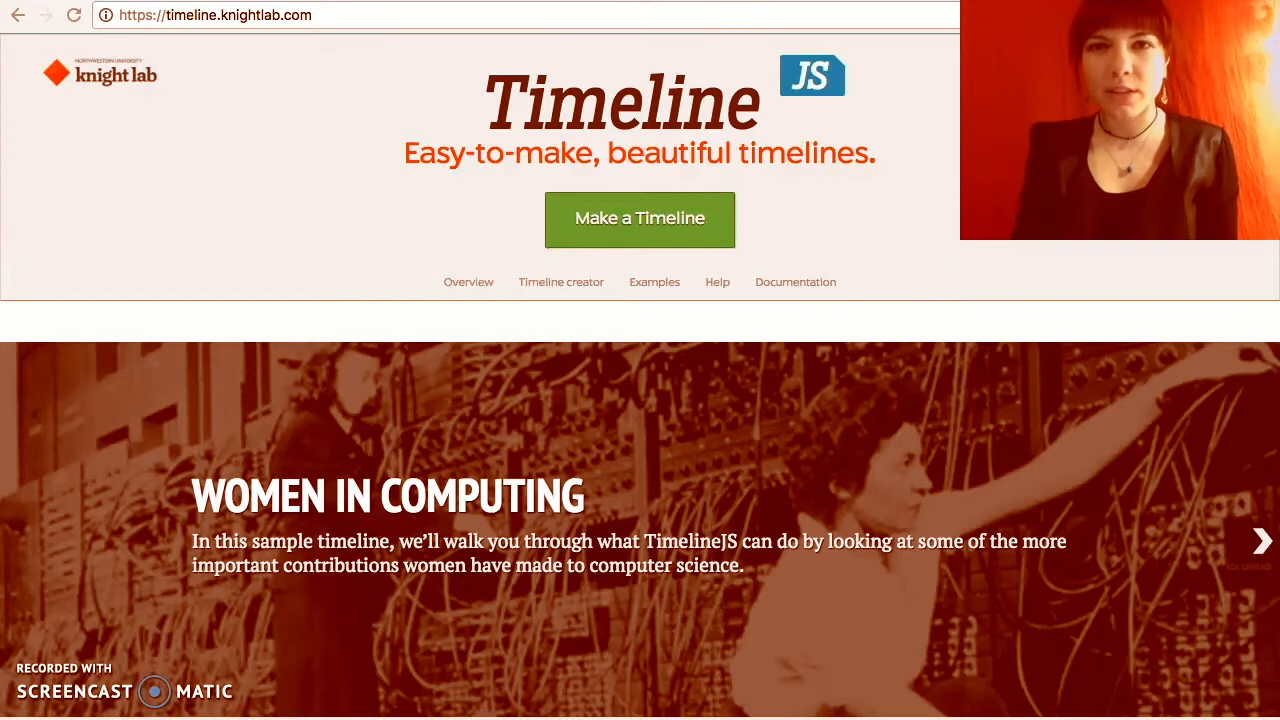 https://timeline.knightlab.com
NORTHWESTERN UNIVERSITY
knight lab
Timeline JS
Easy-to-make, beautiful timelines.
Make a Timeline
Overview Timeline creator Examples Help Documentation
WOMEN IN COMPUTING
In this sample timeline, we'll walk you through what TimelineJS can do by looking at some of the more
important contributions women have made to computer science.
RECORDED WITH
SCREENCAST MATIC